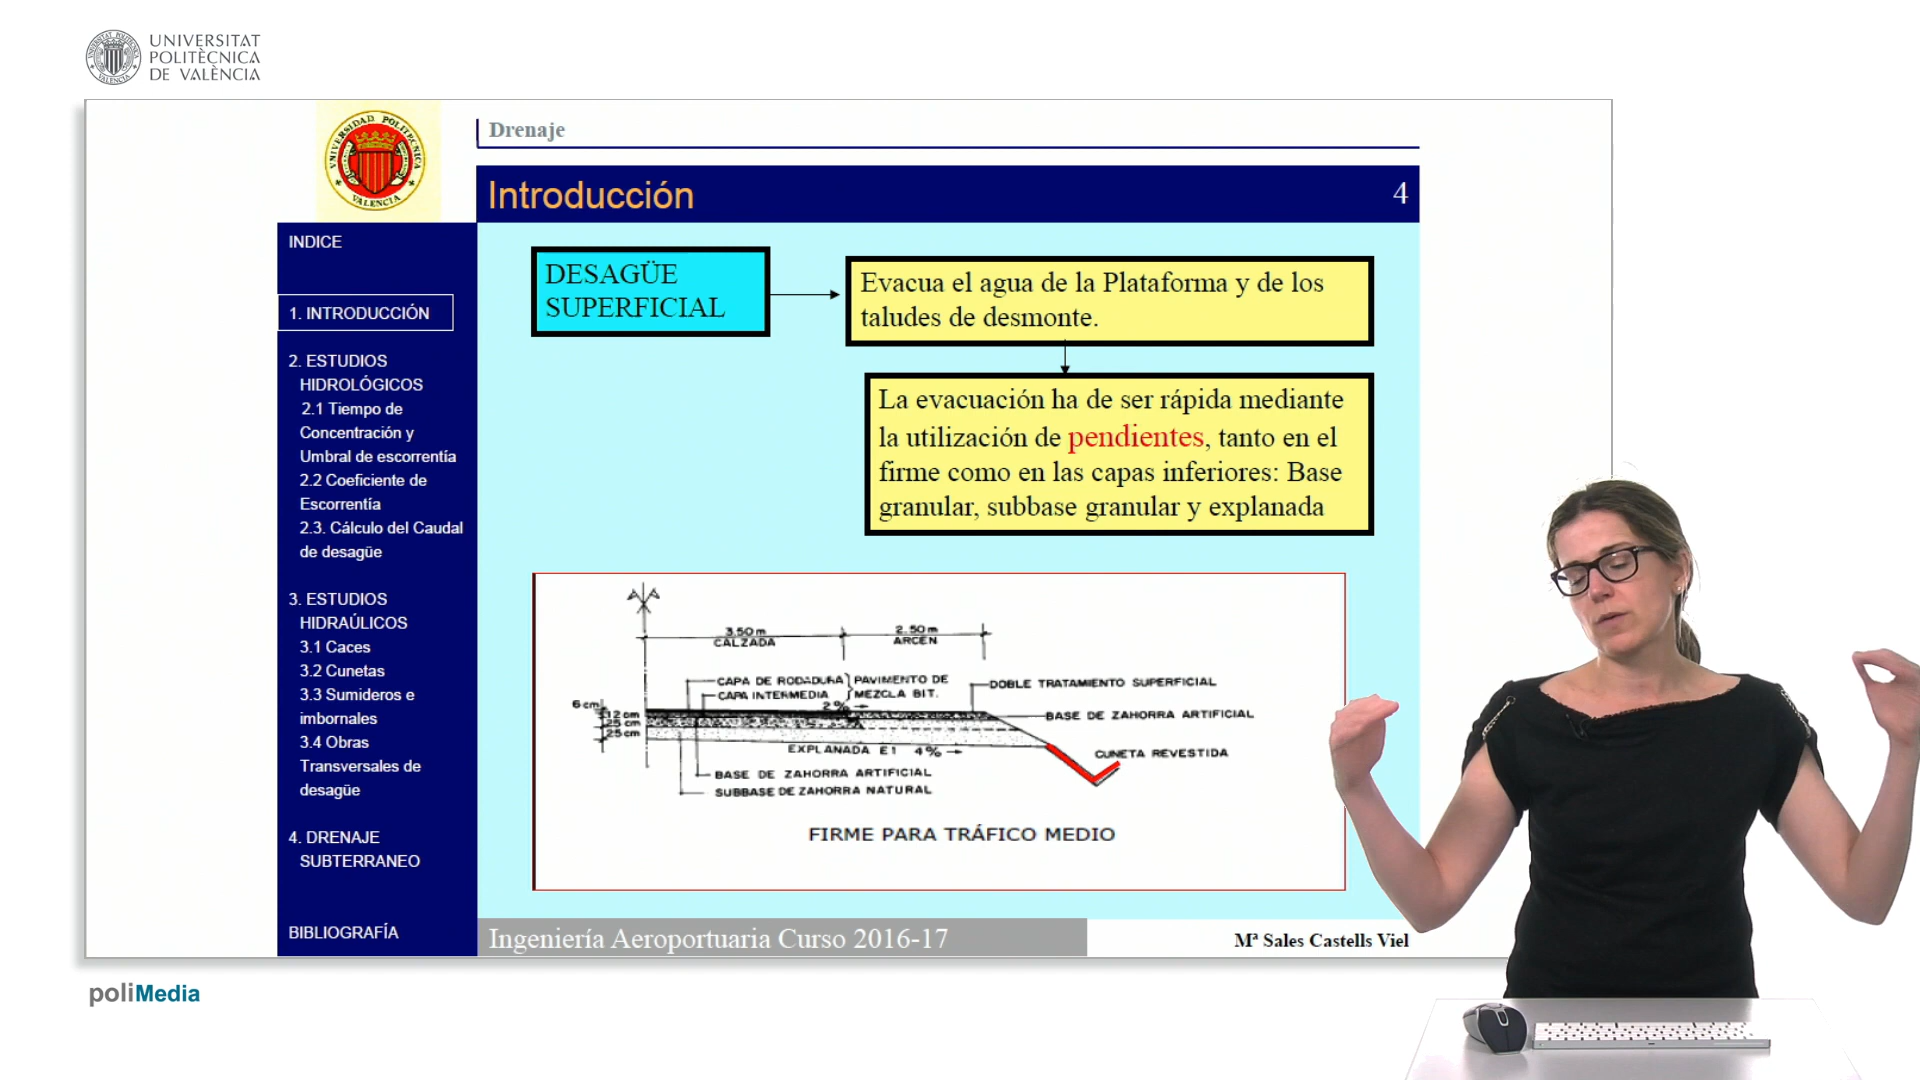 UNIVERSITAT
POLITÈCNICA
DE VALÈNCIA
UNIVERSIDAD POLITECNICA
VALENCIA
Drenaje
Introducción
4
INDICE
1. INTRODUCCIÓN
2. ESTUDIOS
HIDROLÓGICOS
2.1 Tiempo de
Concentración y
Umbral de escorrentía
2.2 Coeficiente de
Escorrentía
2.3. Cálculo del Caudal
de desagüe
3. ESTUDIOS
HIDRAÚLICOS
3.1 Caces
3.2 Cunetas
3.3 Sumideros e
imbornales
3.4 Obras
Transversales de
desagüe
4. DRENAJE
SUBTERRANEO
BIBLIOGRAFÍA
DESAGÜE
SUPERFICIAL
Evacua el agua de la Plataforma y de los
taludes de desmonte.
La evacuación ha de ser rápida mediante
la utilización de pendientes, tanto en el
firme como en las capas inferiores: Base
granular, subbase granular y explanada
3.50 m
CALZADA
2.50 m
ARCEN
CAPA DE RODADURA
CAPA INTERMEDIA
PAVIMENTO DE
MEZCLA BIT.
DOBLE TRATAMIENTO SUPERFICIAL
2%
6 cm
12 cm
25 cm
25 cm
BASE DE ZAHORRA ARTIFICIAL
EXPLANADA E1 4%
CUNETA REVESTIDA
BASE DE ZAHORRA ARTIFICIAL
SUBBASE DE ZAHORRA NATURAL
FIRME PARA TRÁFICO MEDIO
Ingeniería Aeroportuaria Curso 2016-17
Mª Sales Castells Viel
poliMedia